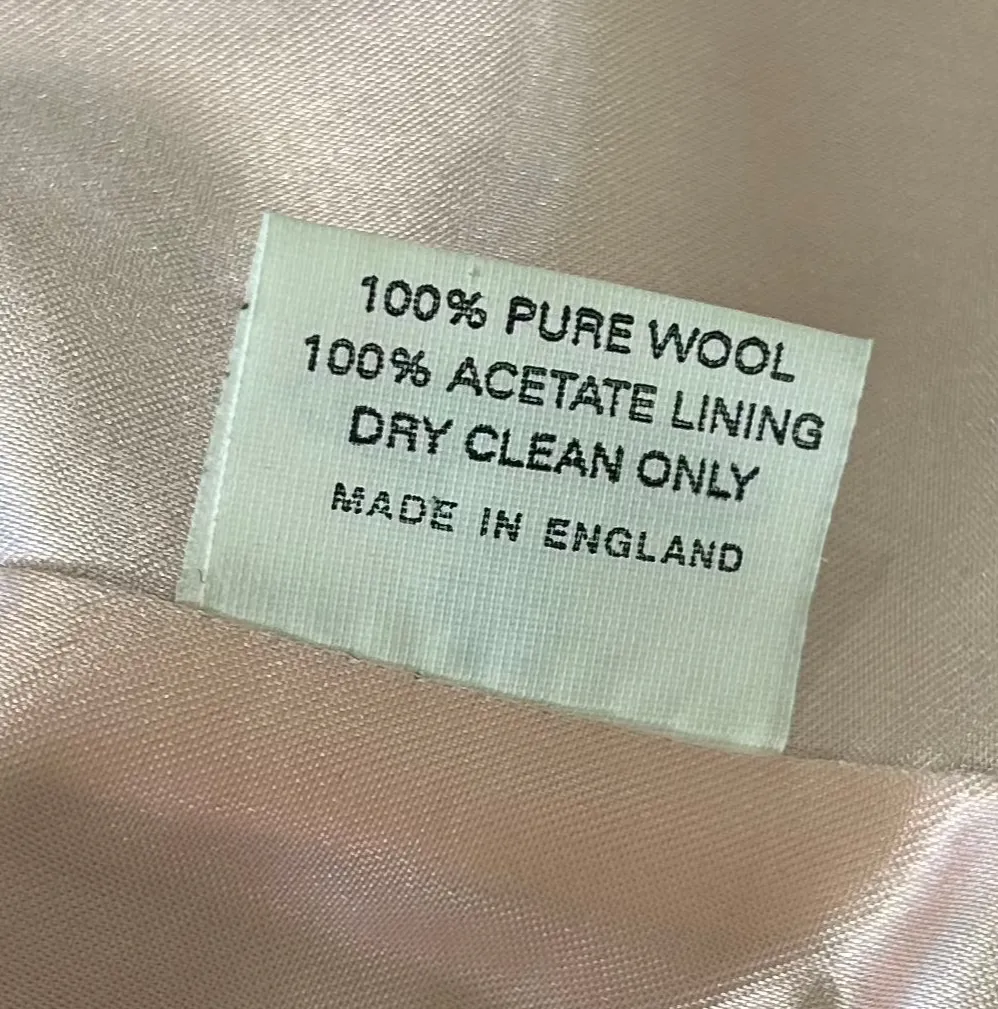 100% PURE WOOL
100% ACETATE LINING
DRY CLEAN ONLY
MADE IN ENGLAND